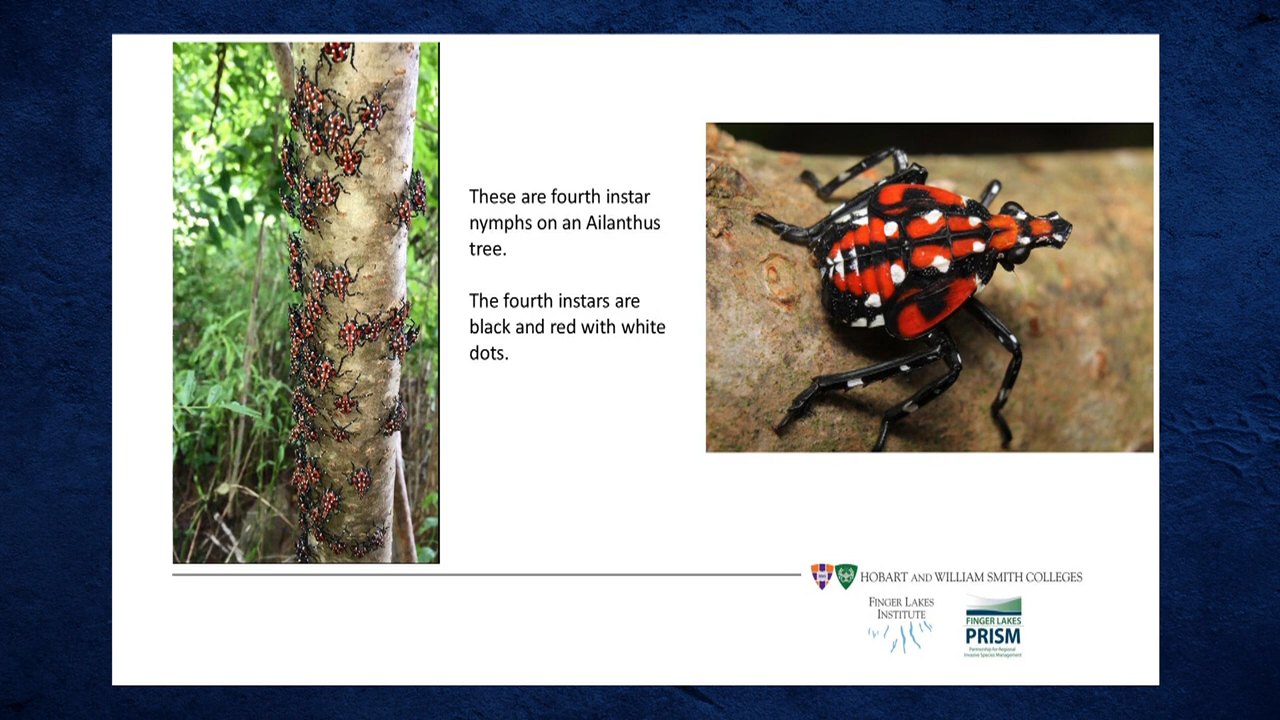 These are fourth instar
nymphs on an Ailanthus
tree.
The fourth instars are
black and red with white
dots.
HOBART AND WILLIAM SMITH COLLEGES
FINGER LAKES
INSTITUTE
FINGER LAKES
PRISM
Partnership for Regional
Invasive Species Management